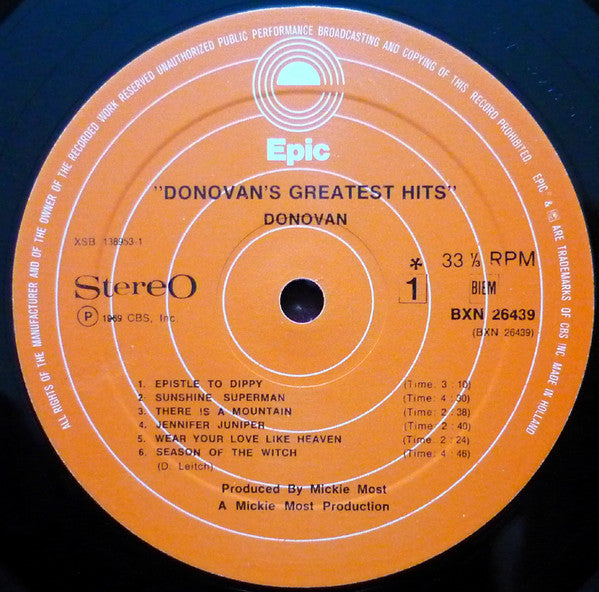 ALL RIGHTS OF THE MANUFACTURER AND OF THE OWNER OF THE RECORDED WORK RESERVED UNAUTHORIZED PUBLIC PERFORMANCE BROADCASTING AND COPYING OF THIS RECORD PROHIBITED. EPIC & ARE TRADEMARKS OF CBS INC. MADE IN HOLLAND
Epic
"DONOVAN'S GREATEST HITS"
DONOVAN
XSB 138953-1
Stereo
Ⓟ 1969 CBS, Inc.
* 33 ⅓ RPM
1 BIEM
BXN 26439
(BXN 26439)
1. EPISTLE TO DIPPY (Time: 3 : 10)
2. SUNSHINE SUPERMAN (Time: 4 : 30)
3. THERE IS A MOUNTAIN (Time: 2 : 38)
4. JENNIFER JUNIPER (Time: 2 : 40)
5. WEAR YOUR LOVE LIKE HEAVEN (Time: 2 : 24)
6. SEASON OF THE WITCH (Time: 4 : 46)
(D. Leitch)
Produced By Mickie Most
A Mickie Most Production